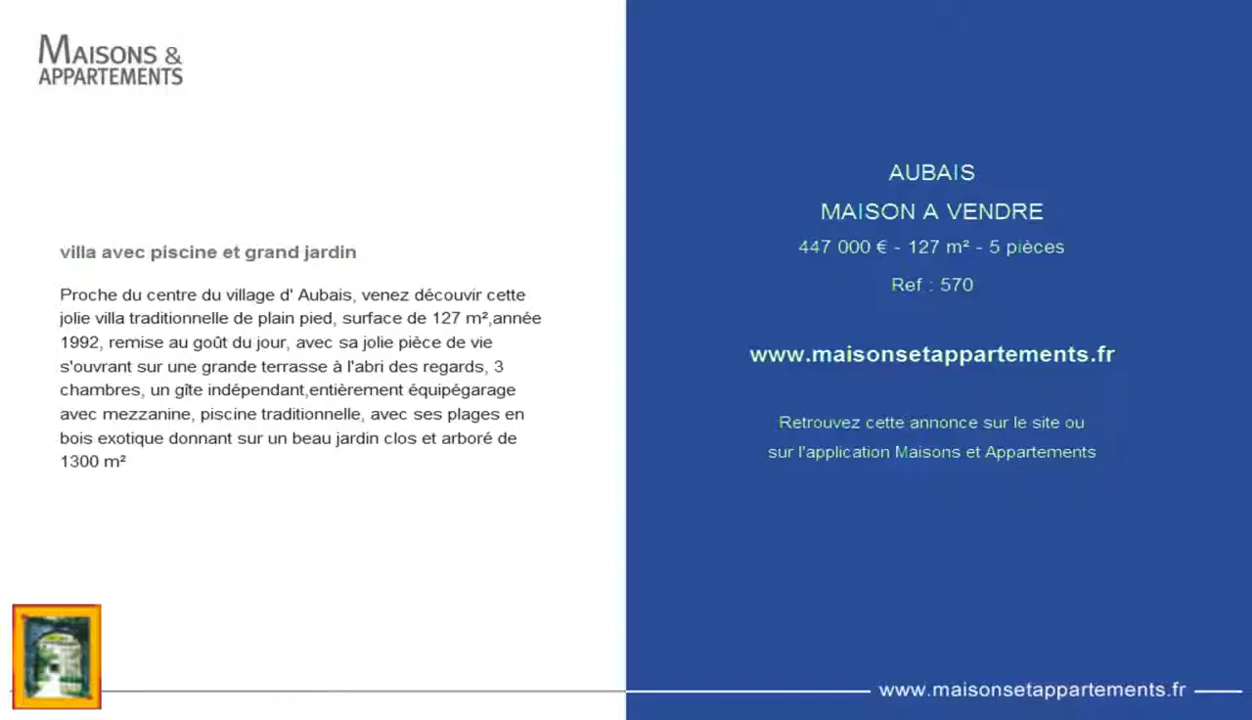 MAISONS &
APPARTEMENTS
villa avec piscine et grand jardin
Proche du centre du village d' Aubais, venez découvir cette
jolie villa traditionnelle de plain pied, surface de 127 m²,année
1992, remise au goût du jour, avec sa jolie pièce de vie
s'ouvrant sur une grande terrasse à l'abri des regards, 3
chambres, un gîte indépendant,entièrement équipégarage
avec mezzanine, piscine traditionnelle, avec ses plages en
bois exotique donnant sur un beau jardin clos et arboré de
1300 m²
AUBAIS
MAISON A VENDRE
447 000 € - 127 m² - 5 pièces
Ref : 570
www.maisonsetappartements.fr
Retrouvez cette annonce sur le site ou
sur l'application Maisons et Appartements
www.maisonsetappartements.fr